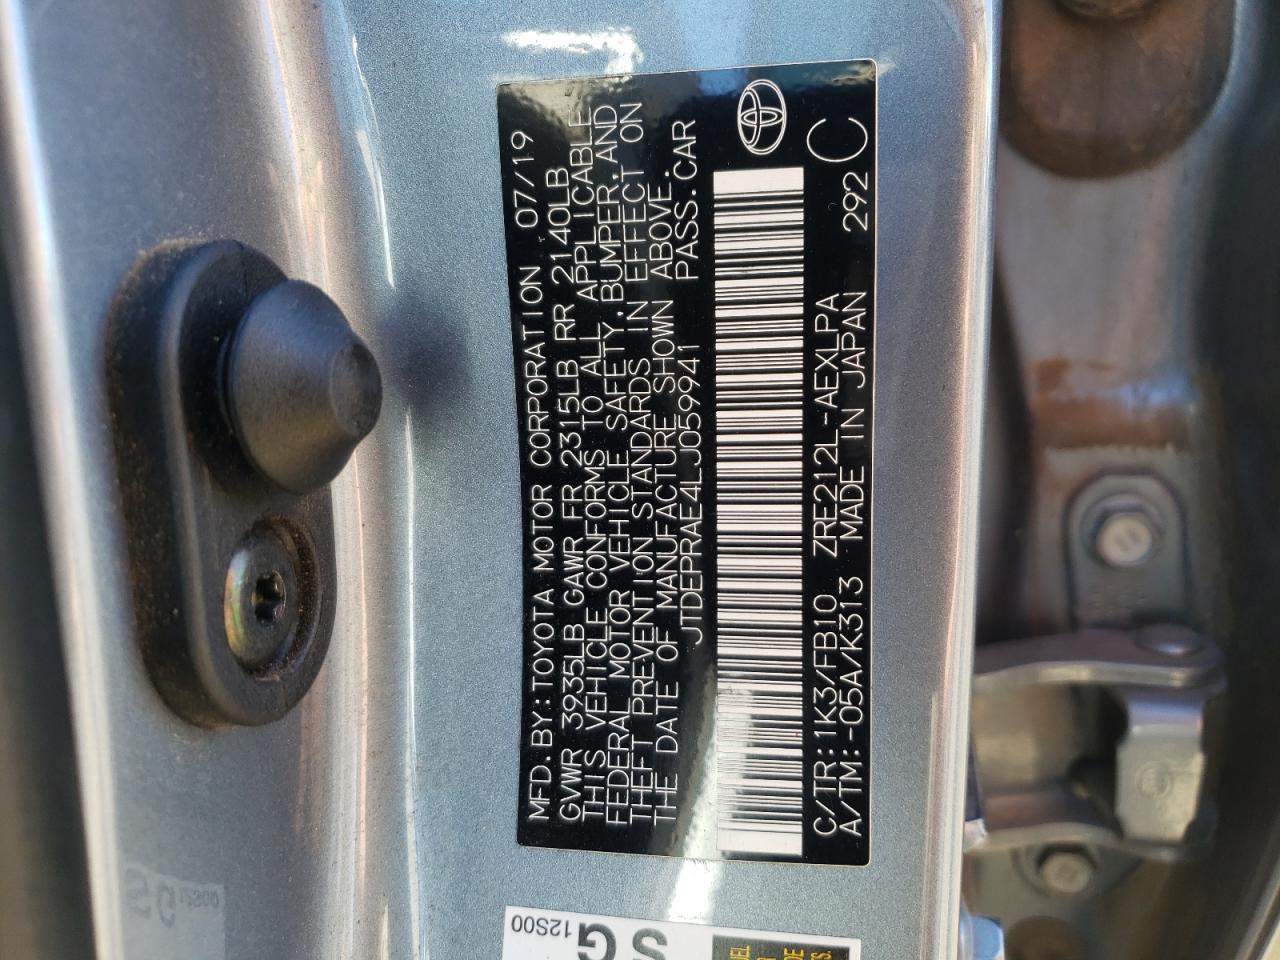 MFD. BY:TOYOTA MOTOR CORPORATION 07/19
GVWR 3935LB GAWR FR 2315LB RR 2140LB
THIS VEHICLE CONFORMS TO ALL APPLICABLE
FEDERAL MOTOR VEHICLE SAFETY,BUMPER,AND
THEFT PREVENTION STANDARDS IN EFFECT ON
THE DATE OF MANUFACTURE SHOWN ABOVE.
JTDEPRAE4LJ059941 PASS.CAR
C/TR:1K3/FB10 ZRE212L-AEXLPA 292 C
A/TM:-05A/K313 MADE IN JAPAN
SG
12S00